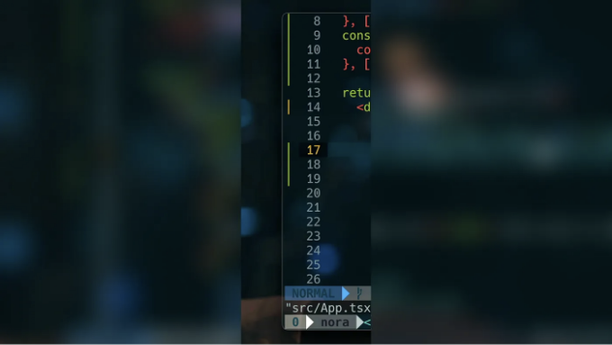 8 }, [
9 cons
10 co
11 }, [
12
13 retu
14 <d
15
16
17
18
19
20
21
22
23
24
25
26
NORMAL
"src/App.tsx
0 nora <